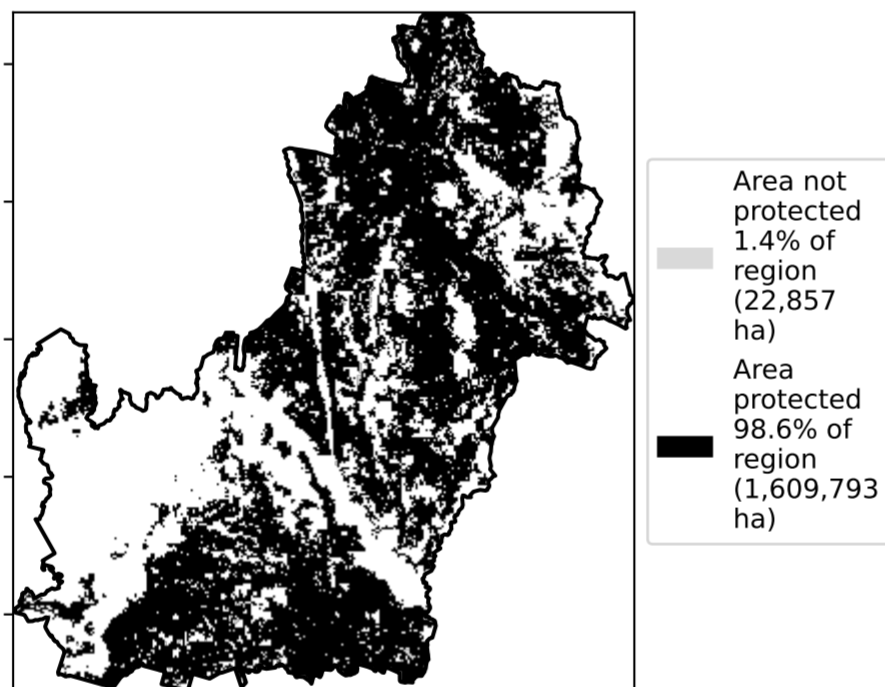 Area not
protected
1.4% of
region
(22,857
ha)
Area
protected
98.6% of
region
(1,609,793
ha)